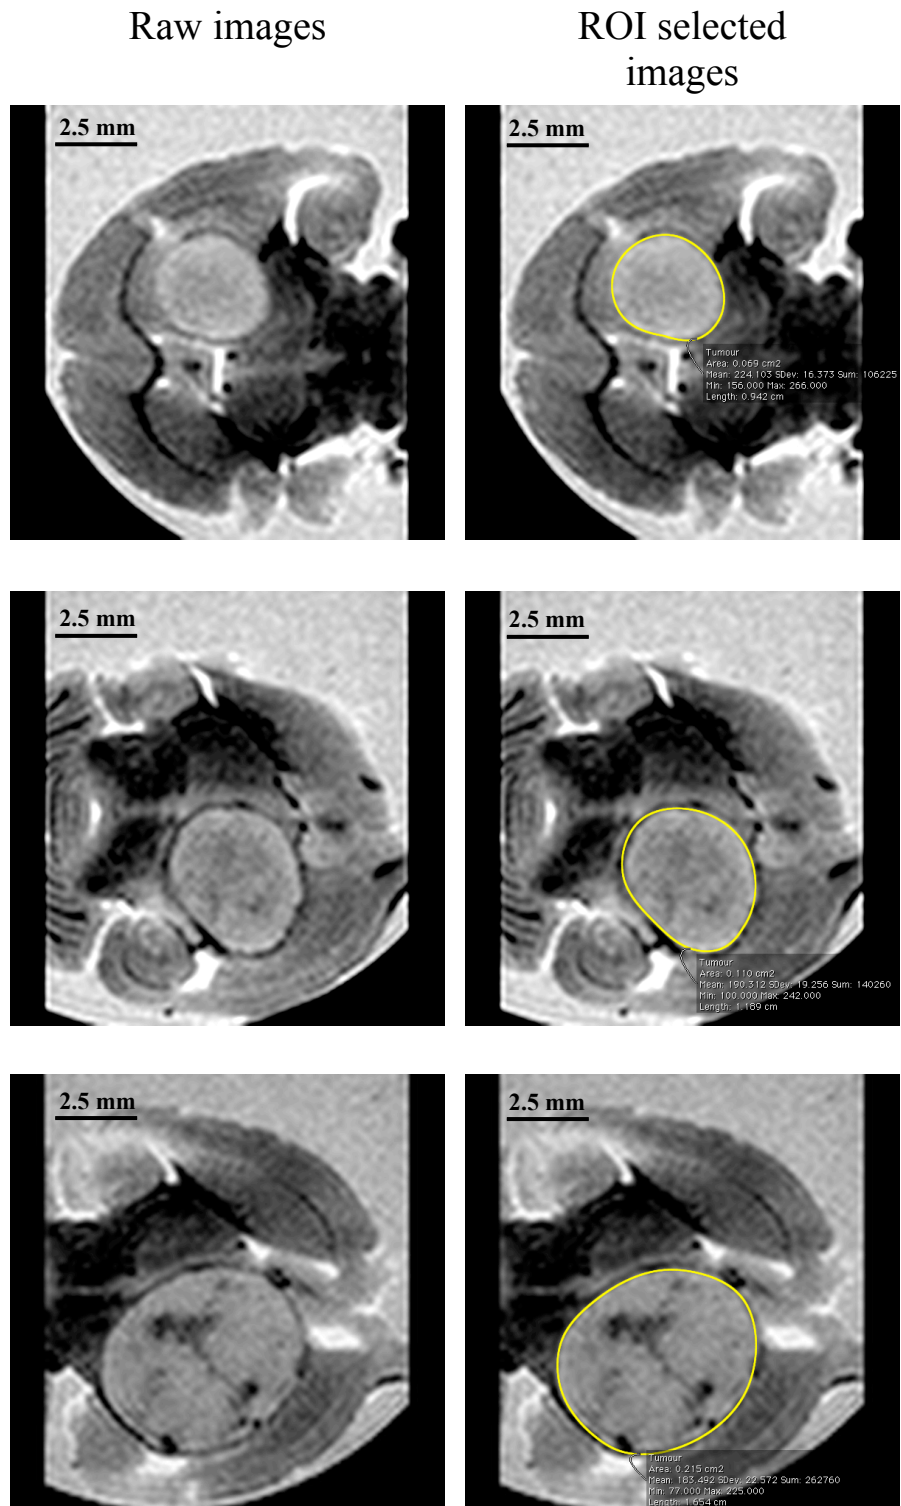 Raw images
ROI selected
images
2.5 mm
2.5 mm
Tumour
Area: 0.069 cm2
Mean: 224.103 SDev: 16.373 Sum: 106225
Min: 156.000 Max: 266.000
Length: 0.942 cm
2.5 mm
2.5 mm
Tumour
Area: 0.110 cm2
Mean: 190.312 SDev: 19.256 Sum: 140260
Min: 100.000 Max: 242.000
Length: 1.189 cm
2.5 mm
2.5 mm
Tumour
Area: 0.215 cm2
Mean: 183.492 SDev: 22.572 Sum: 262760
Min: 77.000 Max: 225.000
Length: 1.654 cm